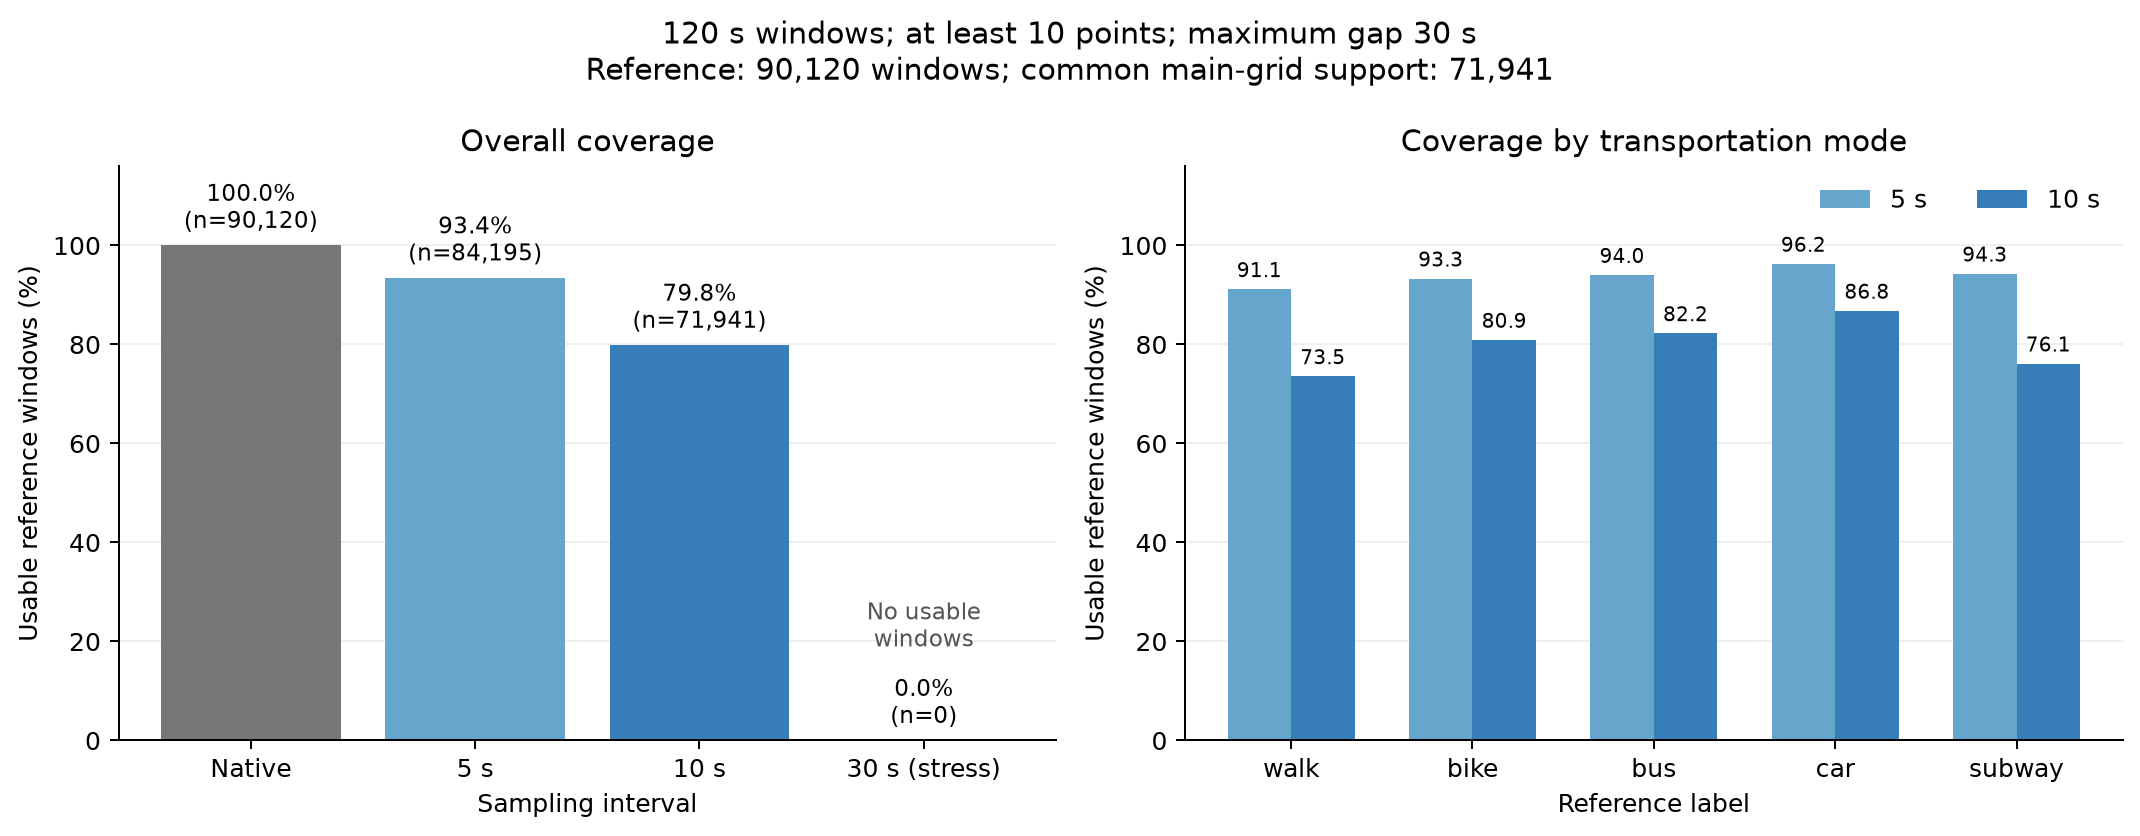 120 s windows; at least 10 points; maximum gap 30 s
Reference: 90,120 windows; common main-grid support: 71,941
Overall coverage
Usable reference windows (%)
100
80
60
40
20
0
100.0%
(n=90,120)
93.4%
(n=84,195)
79.8%
(n=71,941)
No usable
windows
0.0%
(n=0)
Native
5 s
10 s
30 s (stress)
Sampling interval
Coverage by transportation mode
5 s
10 s
Usable reference windows (%)
100
80
60
40
20
0
91.1
73.5
93.3
80.9
94.0
82.2
96.2
86.8
94.3
76.1
walk
bike
bus
car
subway
Reference label